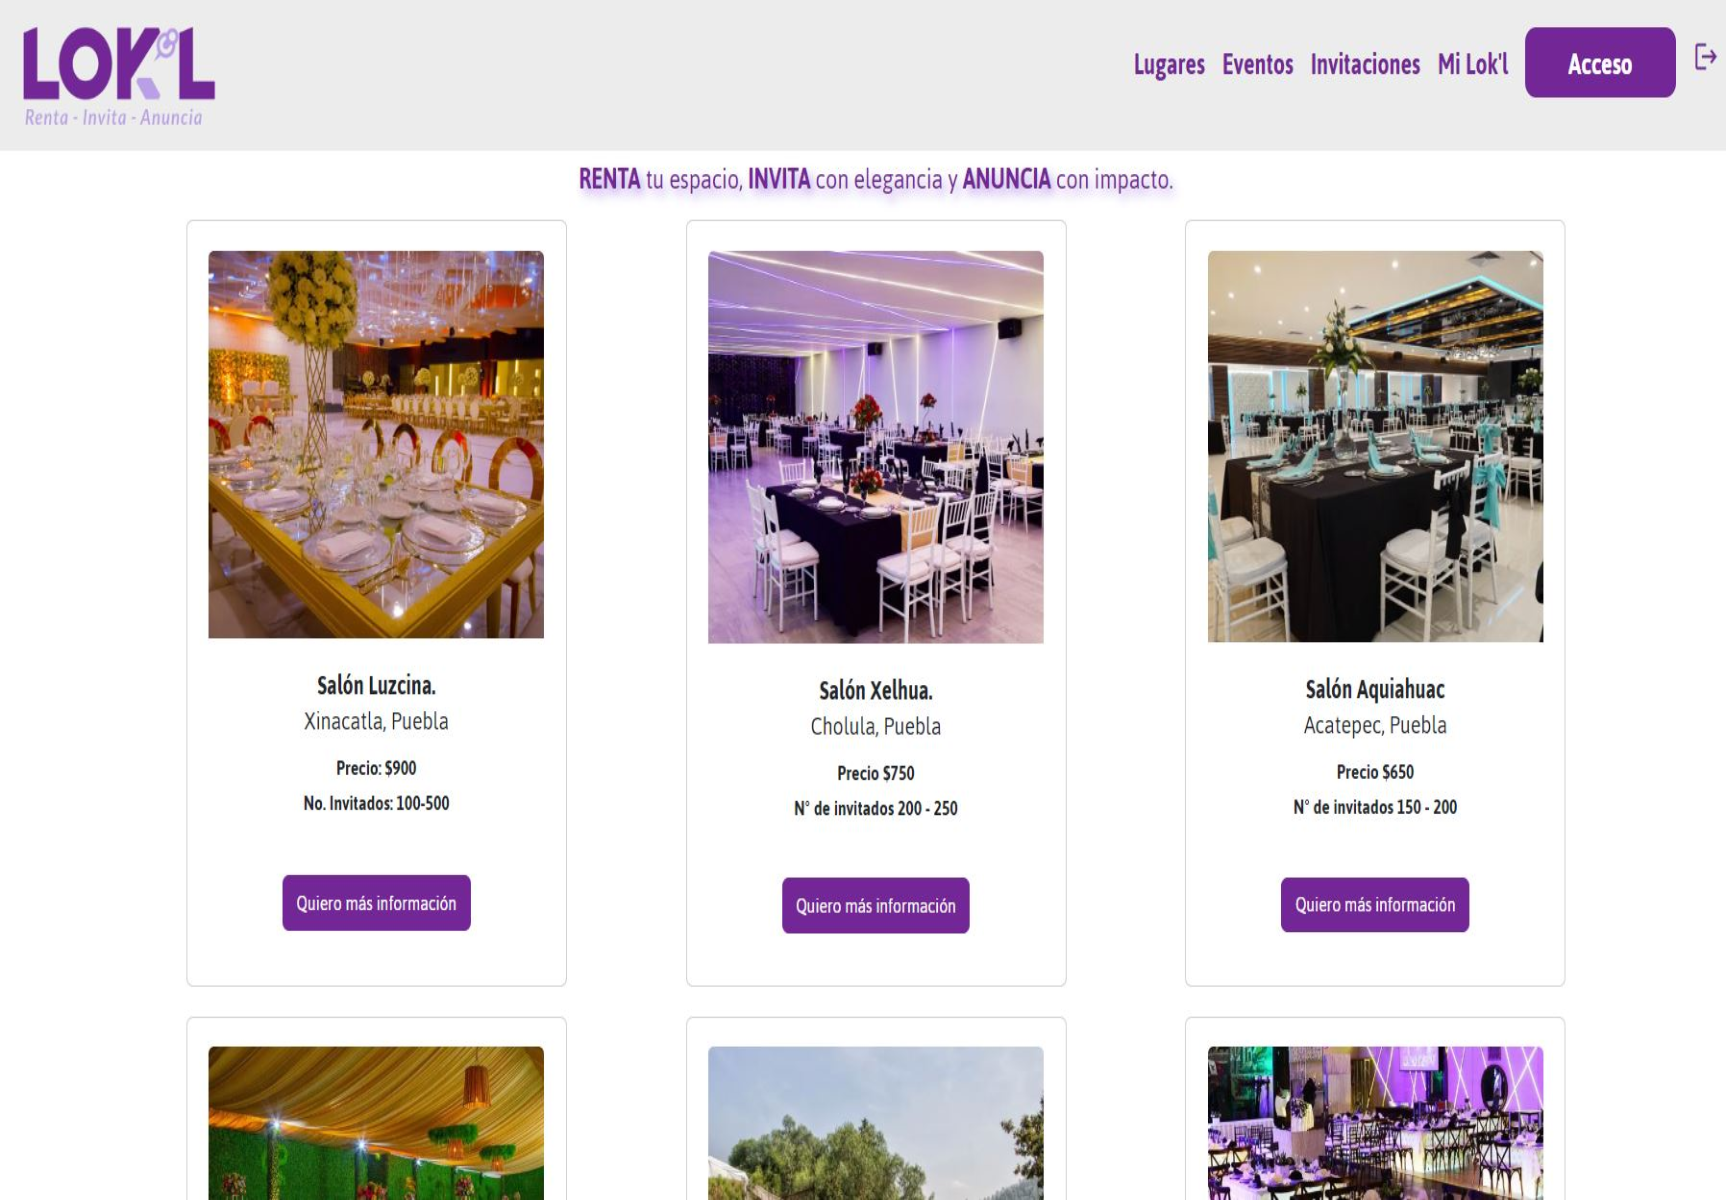 LOK'L
Renta - Invita - Anuncia
Lugares Eventos Invitaciones Mi Lok'l Acceso
RENTA tu espacio, INVITA con elegancia y ANUNCIA con impacto.
Salón Luzcina.
Xinacatla, Puebla
Precio: $900
No. Invitados: 100-500
Quiero más información
Salón Xelhua.
Cholula, Puebla
Precio $750
N° de invitados 200 - 250
Quiero más información
Salón Aquiahuac
Acatepec, Puebla
Precio $650
N° de invitados 150 - 200
Quiero más información